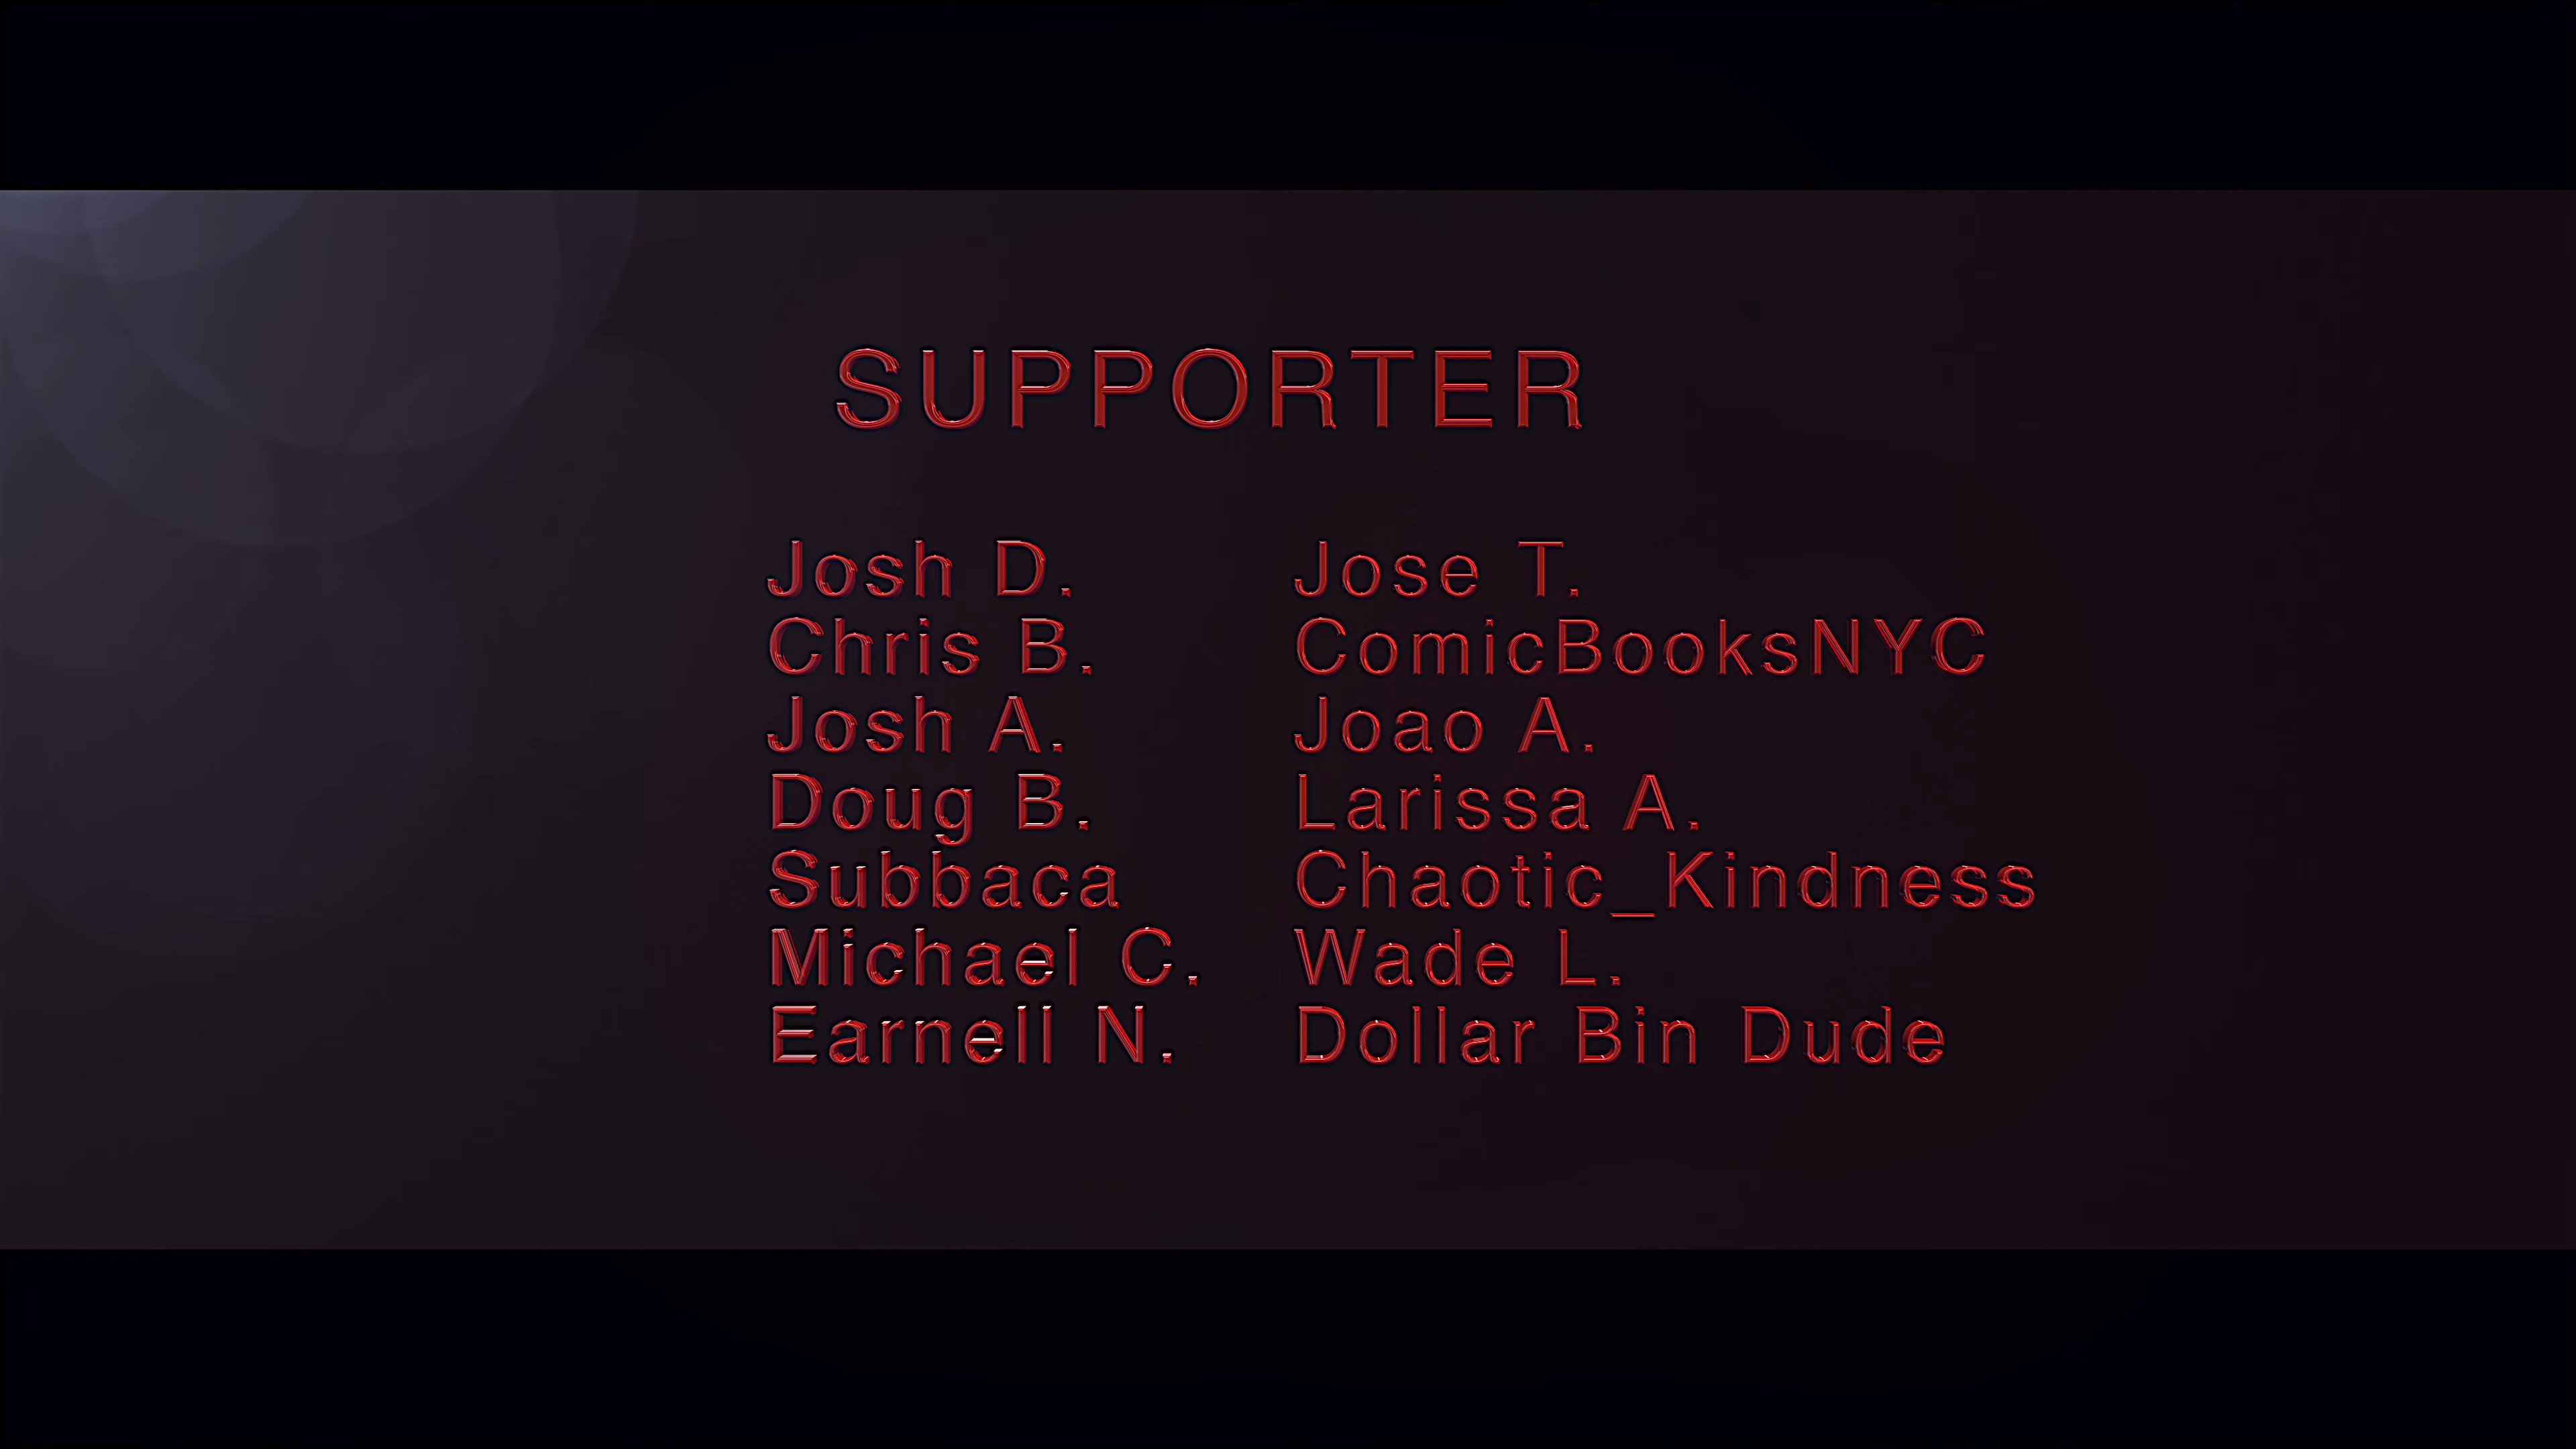 SUPPORTER
Josh D.
Chris B.
Josh A.
Doug B.
Subbaca
Michael C.
Earnell N.
Jose T.
ComicBooksNYC
Joao A.
Larissa A.
Chaotic_Kindness
Wade L.
Dollar Bin Dude